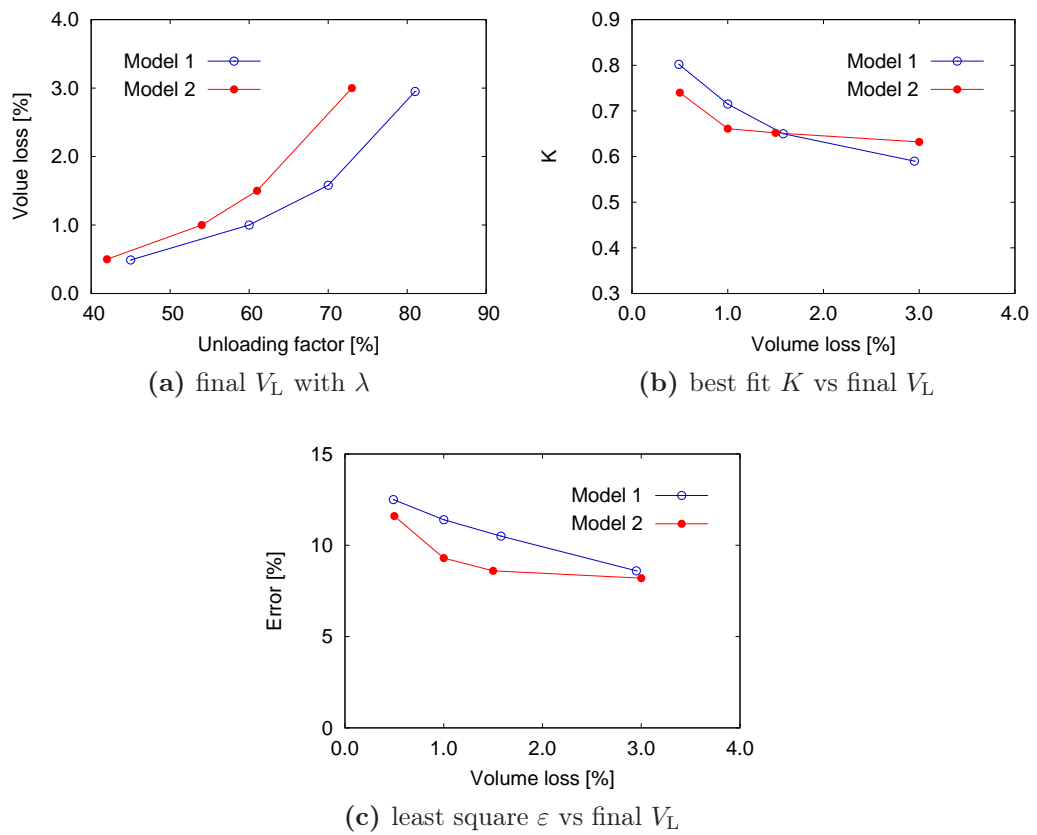 4.0
3.0
2.0
1.0
0.0
Volue loss [%]
Model 1
Model 2
40 50 60 70 80 90
Unloading factor [%]
(a) final V_L with λ
0.9
0.8
0.7
0.6
0.5
0.4
0.3
K
Model 1
Model 2
0.0 1.0 2.0 3.0 4.0
Volume loss [%]
(b) best fit K vs final V_L
15
10
5
0
Error [%]
Model 1
Model 2
0.0 1.0 2.0 3.0 4.0
Volume loss [%]
(c) least square ε vs final V_L